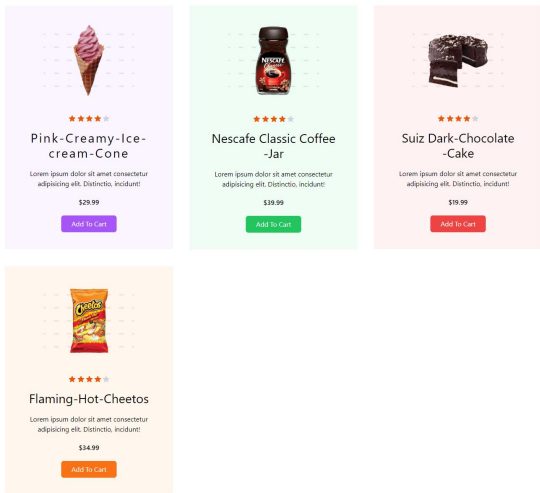 Pink-Creamy-Ice-
cream-Cone
Lorem ipsum dolor sit amet consectetur
adipisicing elit. Distinctio, incidunt!
$29.99
Add To Cart
NESCAFÉ
Classic
Nescafe Classic Coffee
-Jar
Lorem ipsum dolor sit amet consectetur
adipisicing elit. Distinctio, incidunt!
$39.99
Add To Cart
Suiz Dark-Chocolate
-Cake
Lorem ipsum dolor sit amet consectetur
adipisicing elit. Distinctio, incidunt!
$19.99
Add To Cart
Cheetos
Flaming-Hot-Cheetos
Lorem ipsum dolor sit amet consectetur
adipisicing elit. Distinctio, incidunt!
$34.99
Add To Cart